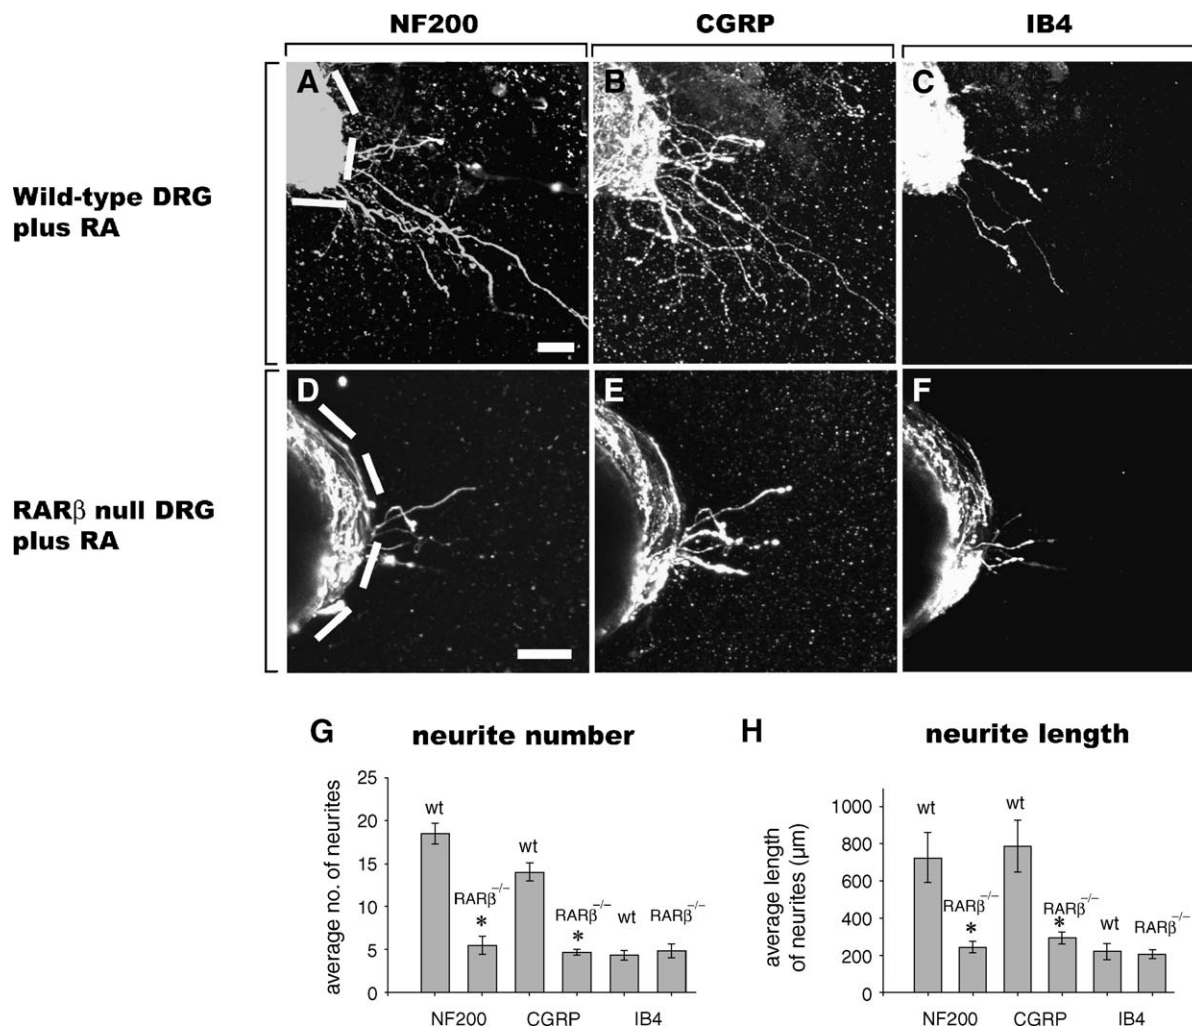 NF200 CGRP IB4
A B C
Wild-type DRG
plus RA
D E F
RARβ null DRG
plus RA
G neurite number
average no. of neurites
25
20
15
10
5
0
wt
RARβ−/−
*
wt
RARβ−/−
*
wt
RARβ−/−
NF200 CGRP IB4
H neurite length
average length
of neurites (μm)
1000
800
600
400
200
0
wt
RARβ−/−
*
wt
RARβ−/−
*
wt
RARβ−/−
NF200 CGRP IB4